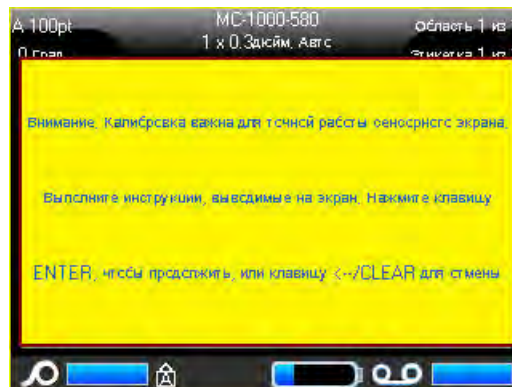 A 100pt
MC-1000-580
Область 1 из
1 x 0.3дюйм, Авто
0 град
Этикетка 1 из
Внимание. Калибровка важна для точной работы сенсорного экрана.
Выполните инструкции, выводимые на экран. Нажмите клавишу
ENTER, чтобы продолжить, или клавишу <--/CLEAR для отмены